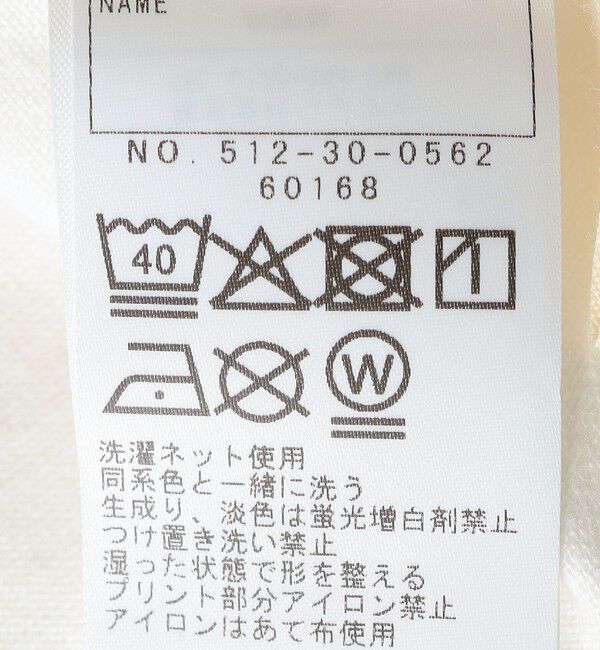 NAME
NO. 512-30-0562
60168
40
W
洗濯ネット使用
同系色と一緒に洗う
生成り、淡色は蛍光増白剤禁止
つけ置き洗い禁止
湿った状態で形を整える
プリント部分アイロン禁止
アイロンはあて布使用